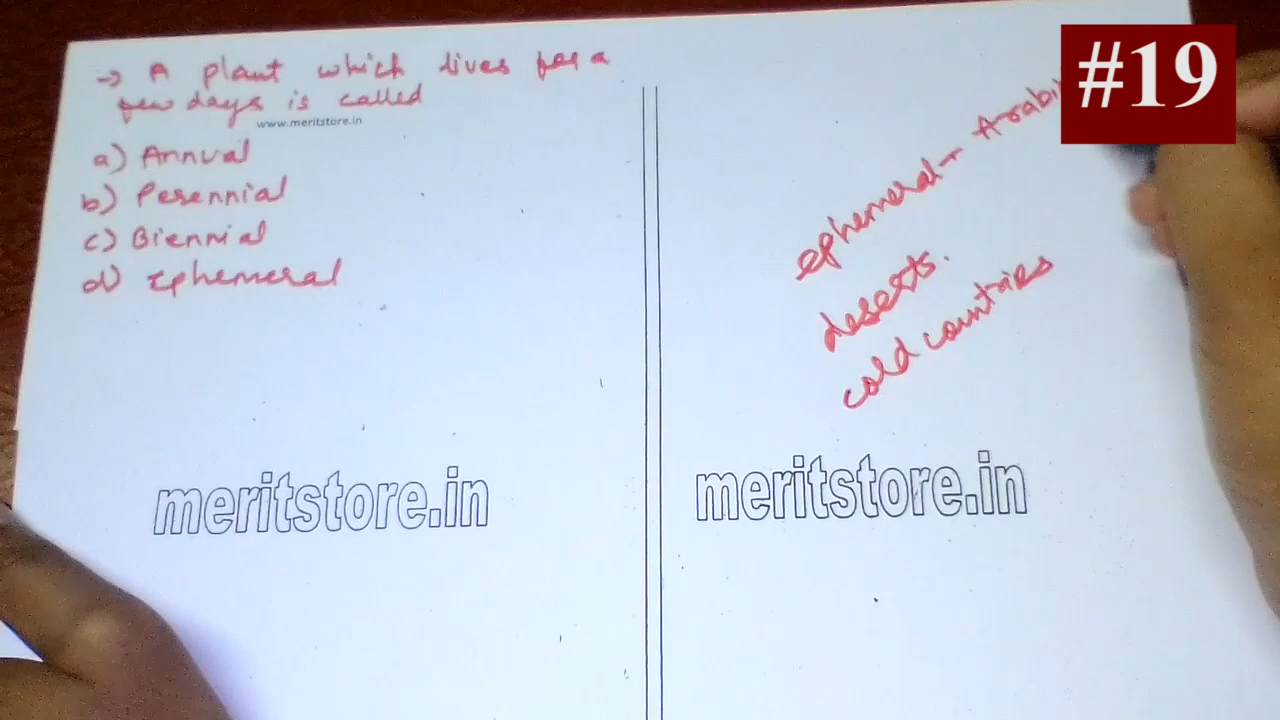 → A plant which lives for a
few days is called
www.meritstore.in
a) Annual
b) Perennial
c) Biennial
d) Ephemeral
#19
Ephemeral → Arabi
deserts.
cold countries
meritstore.in
meritstore.in